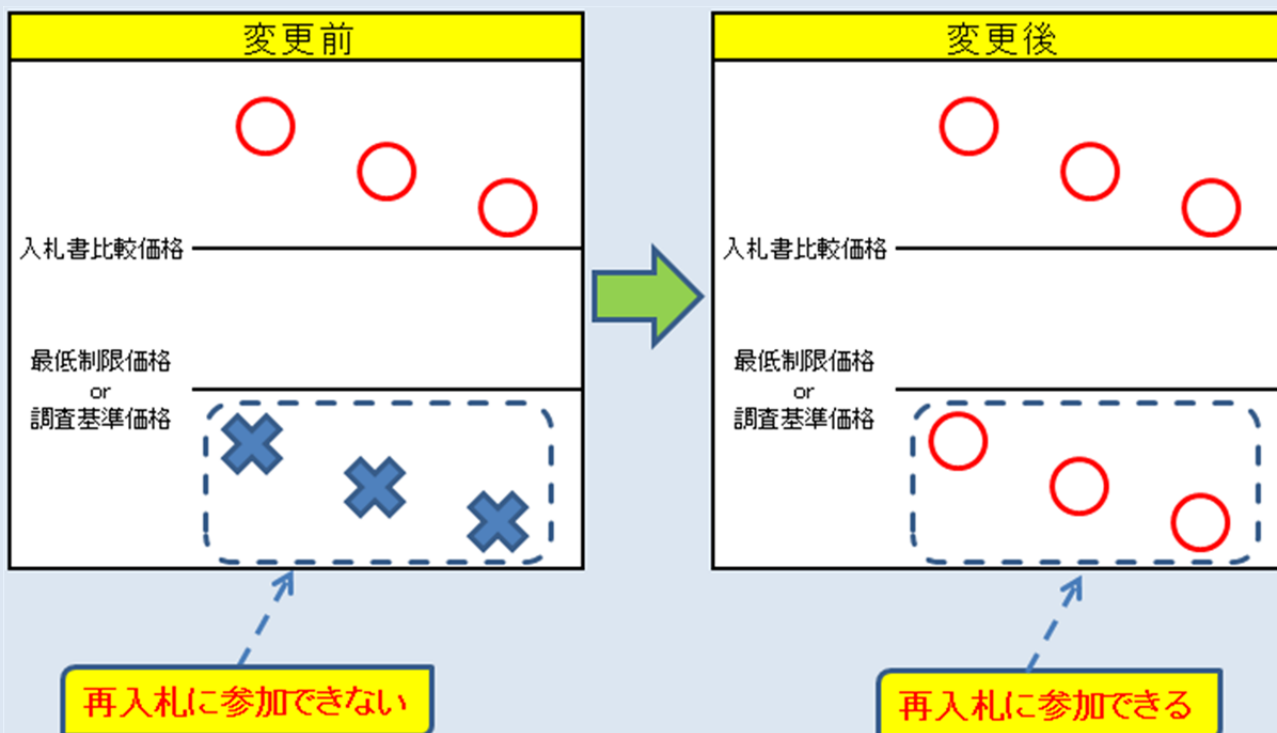 変更前
入札書比較価格
最低制限価格
or
調査基準価格
再入札に参加できない
変更後
入札書比較価格
最低制限価格
or
調査基準価格
再入札に参加できる